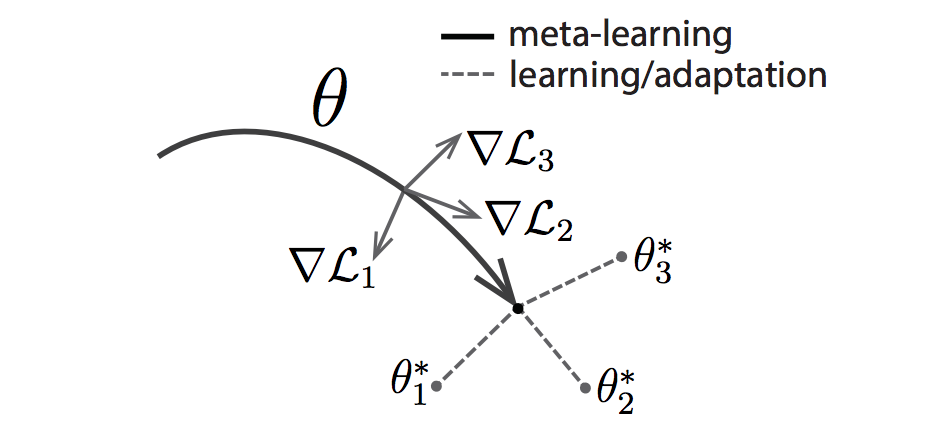 meta-learning
learning/adaptation
θ
∇ℒ₃
∇ℒ₂
∇ℒ₁
θ₃*
θ₁*
θ₂*